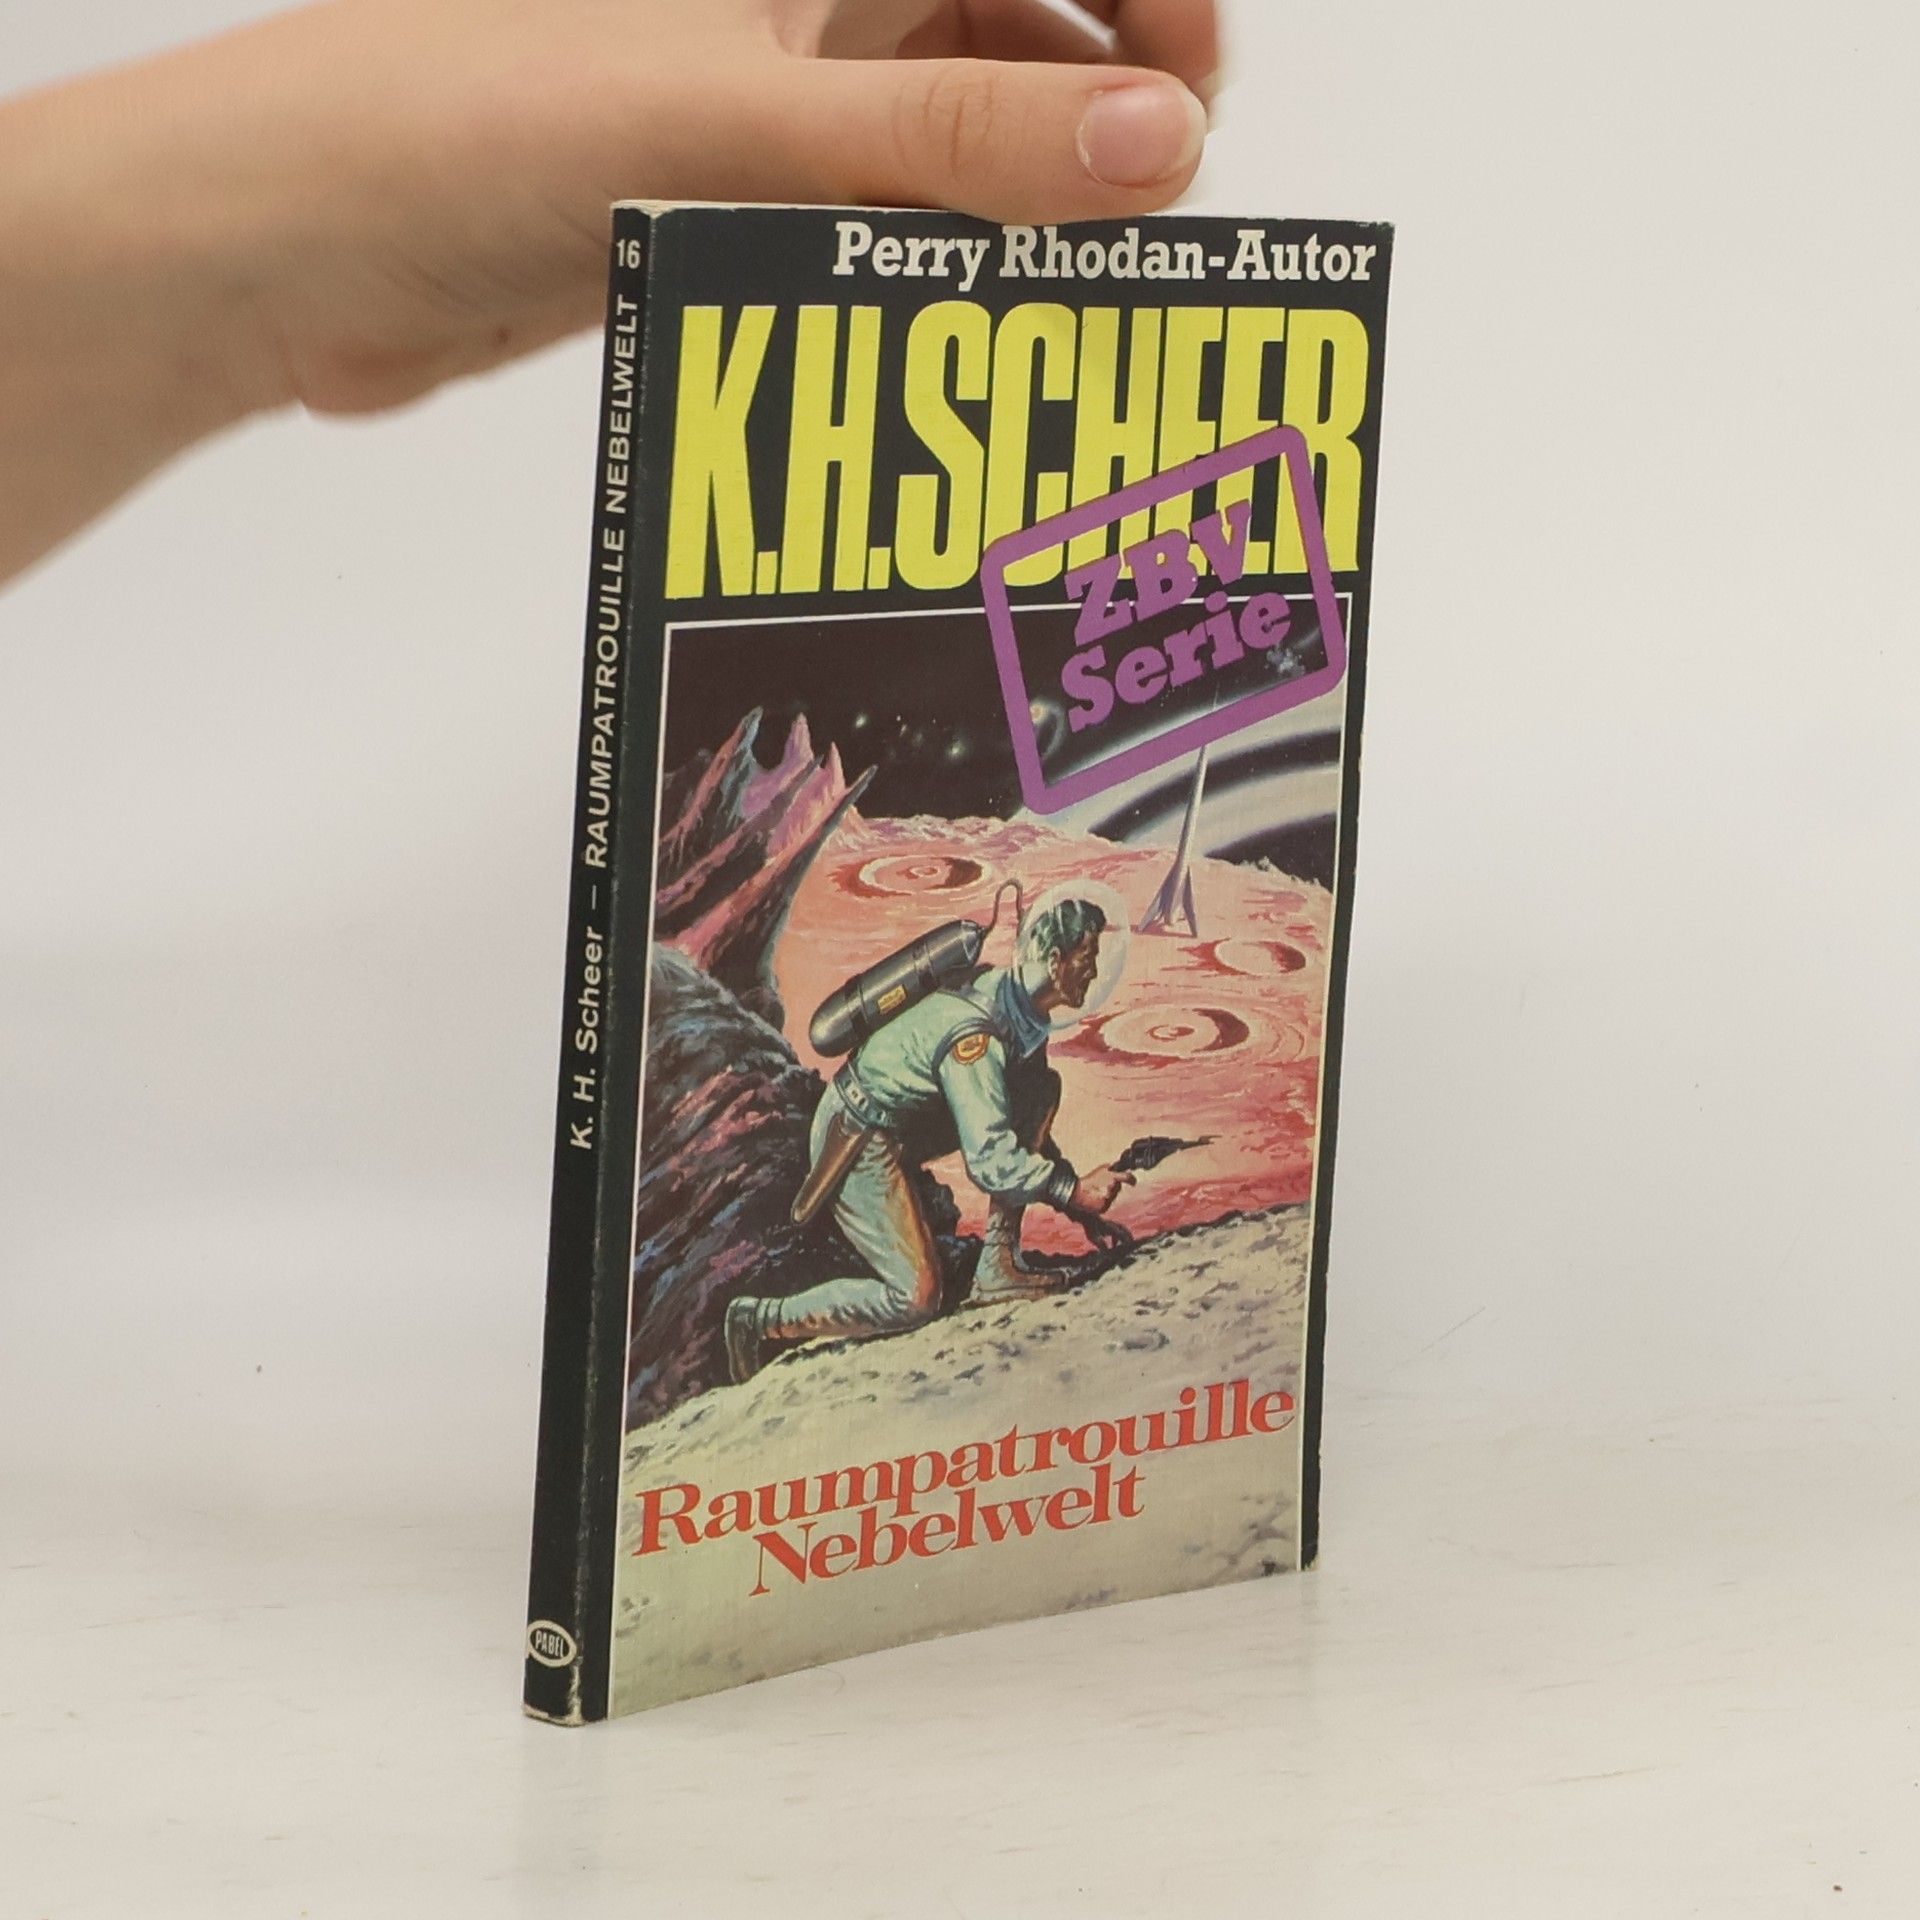 16
K. H. Scheer – RAUMPATROUILLE NEBELWELT
PABEL
Perry Rhodan-Autor
K.H.SCHEER
ZBV
Serie
Raumpatrouille
Nebelwelt